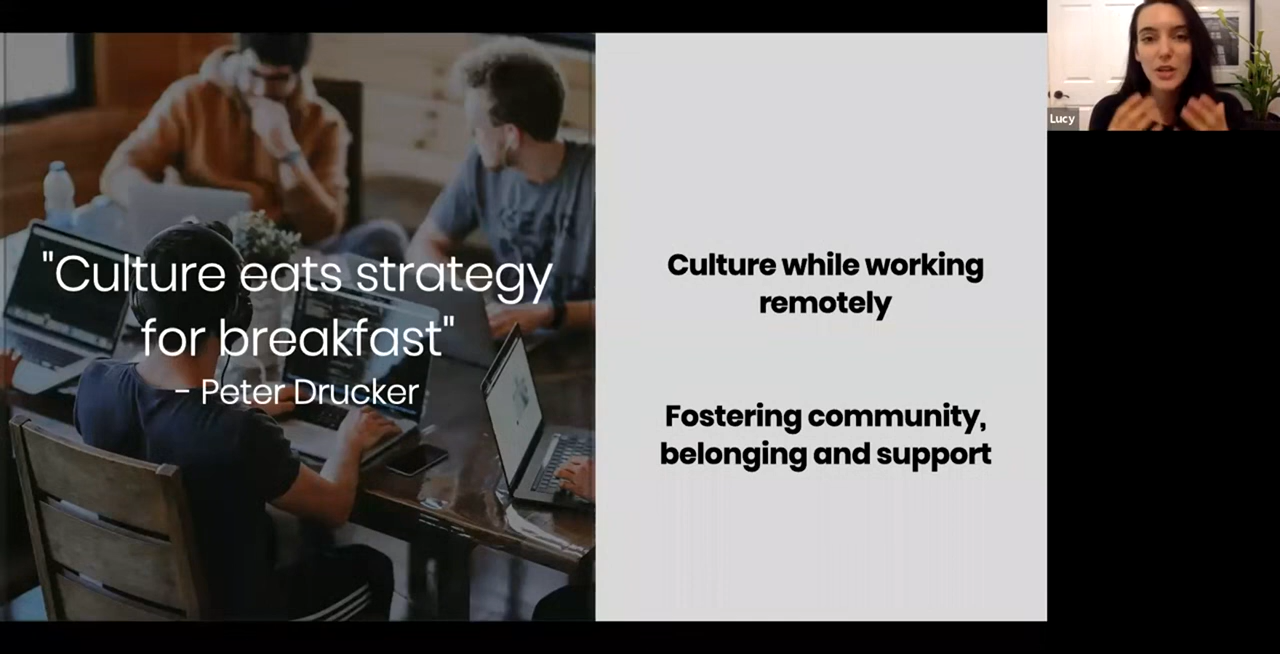 "Culture eats strategy
for breakfast"
- Peter Drucker
Culture while working
remotely
Fostering community,
belonging and support
Lucy